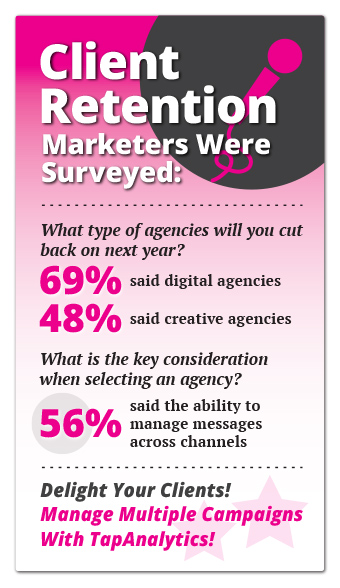 Client
Retention
Marketers Were
Surveyed:
What type of agencies will you cut
back on next year?
69% said digital agencies
48% said creative agencies
What is the key consideration
when selecting an agency?
56% said the ability to
manage messages
across channels
Delight Your Clients!
Manage Multiple Campaigns
With TapAnalytics!